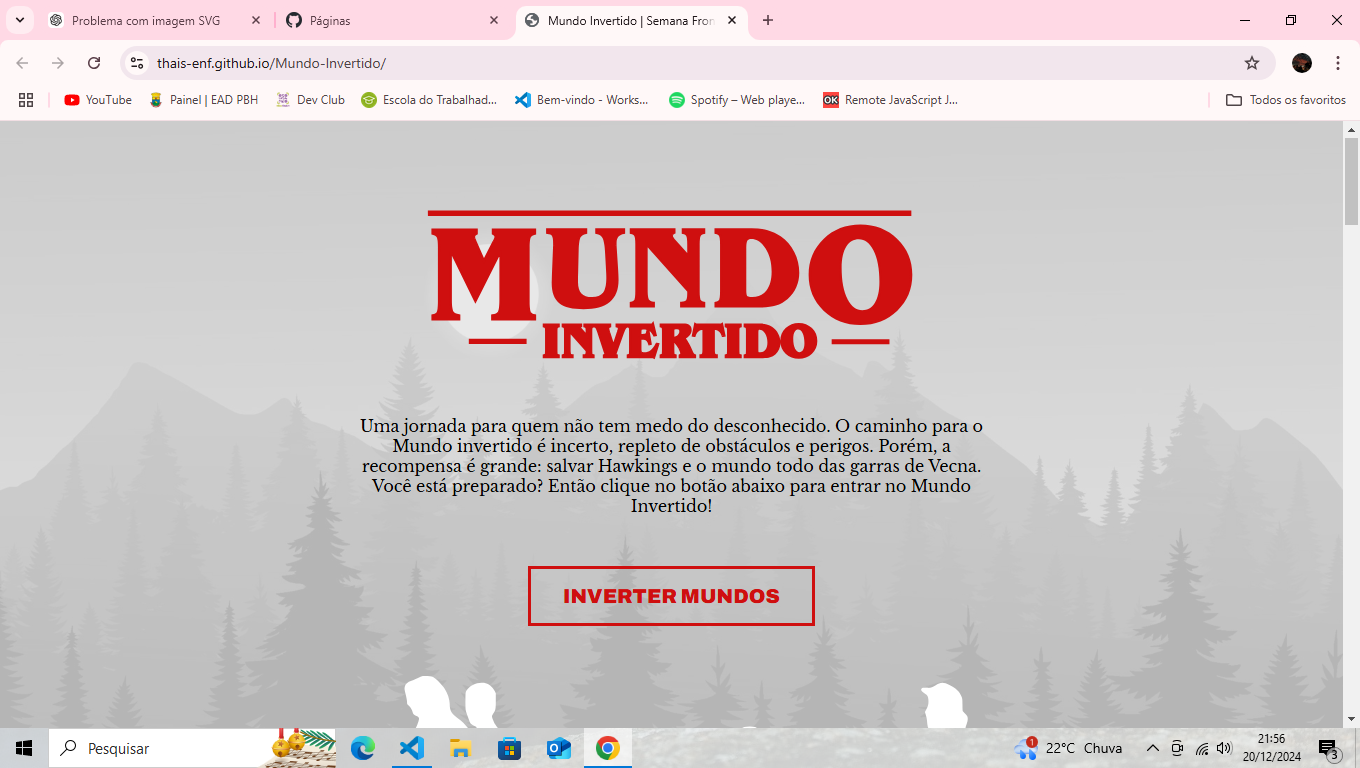 Problema com imagem SVG
Páginas
Mundo Invertido | Semana Fron
thais-enf.github.io/Mundo-Invertido/
YouTube
Painel | EAD PBH
Dev Club
Escola do Trabalhad...
Bem-vindo - Works...
Spotify – Web playe...
OK
Remote JavaScript J...
Todos os favoritos
MUNDO
INVERTIDO
Uma jornada para quem não tem medo do desconhecido. O caminho para o
Mundo invertido é incerto, repleto de obstáculos e perigos. Porém, a
recompensa é grande: salvar Hawkings e o mundo todo das garras de Vecna.
Você está preparado? Então clique no botão abaixo para entrar no Mundo
Invertido!
INVERTER MUNDOS
Pesquisar
1
22°C Chuva
21:56
20/12/2024
3